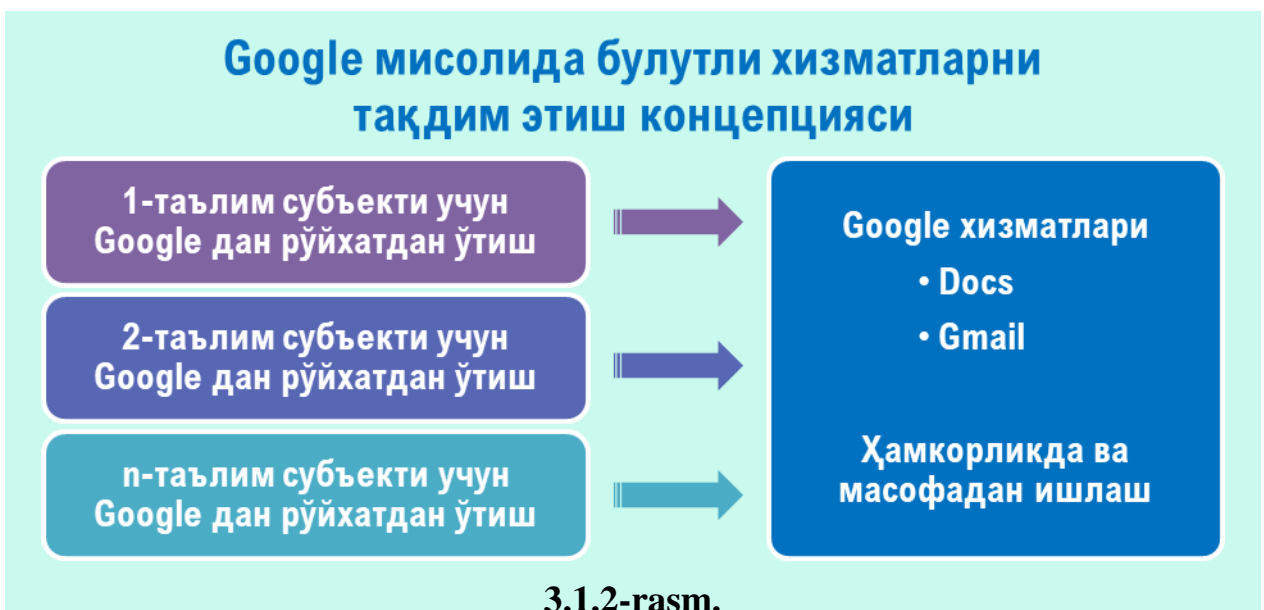 Google мисолида булутли хизматларни
тақдим этиш концепцияси
1-таълим субъекти учун
Google дан рўйхатдан ўтиш
2-таълим субъекти учун
Google дан рўйхатдан ўтиш
n-таълим субъекти учун
Google дан рўйхатдан ўтиш
Google хизматлари
• Docs
• Gmail
Ҳамкорликда ва
масофадан ишлаш
3.1.2-rasm.